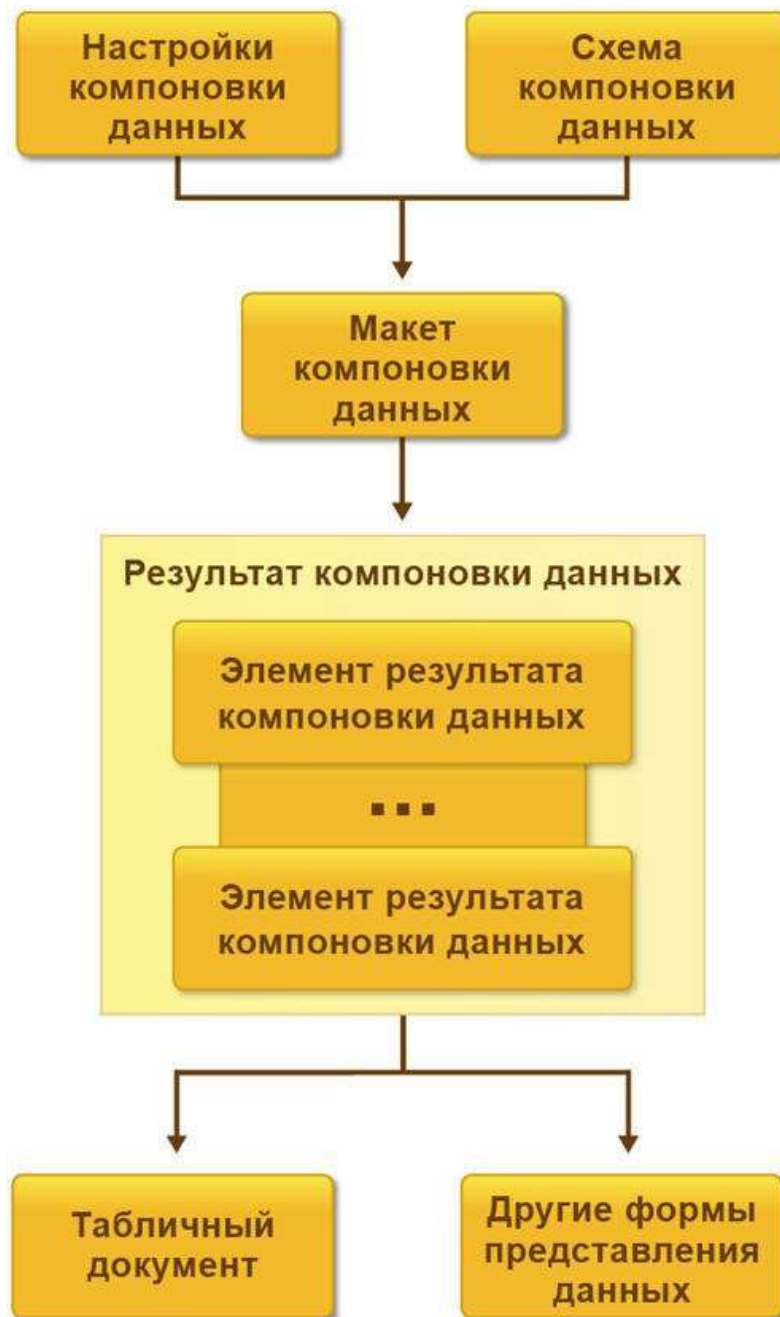 Настройки
компоновки
данных
Схема
компоновки
данных
Макет
компоновки
данных
Результат компоновки данных
Элемент результата
компоновки данных
...
Элемент результата
компоновки данных
Табличный
документ
Другие формы
представления
данных